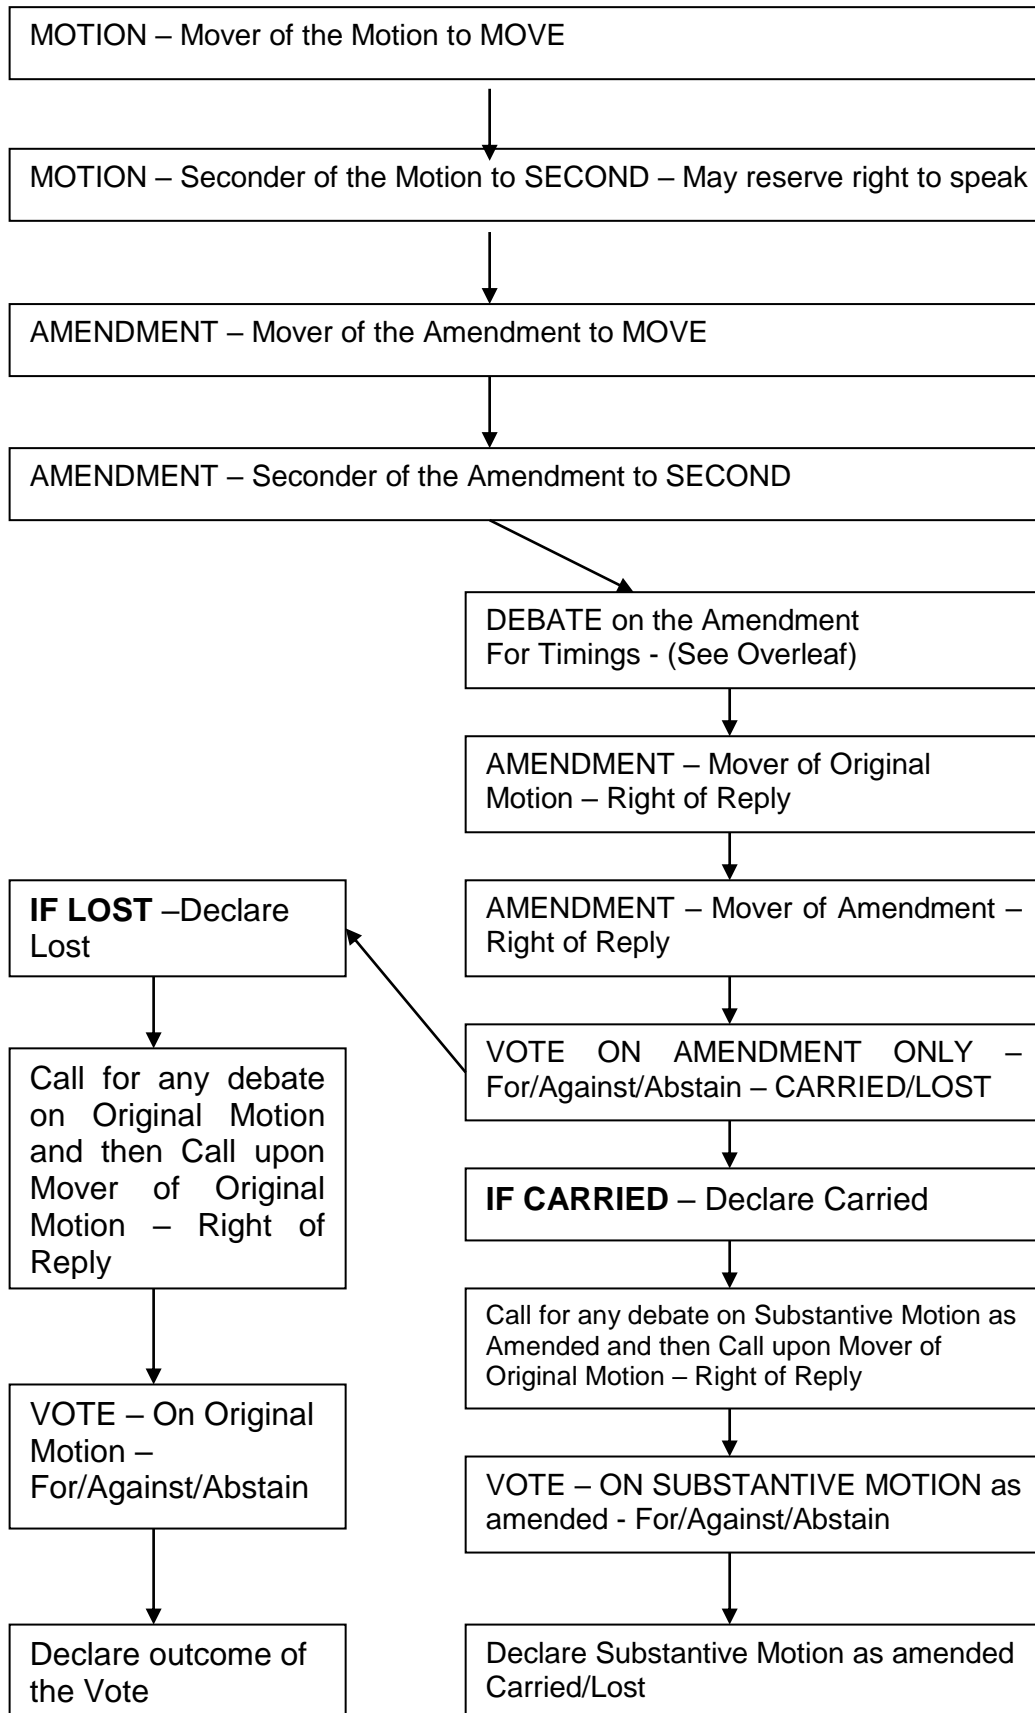 MOTION – Mover of the Motion to MOVE
MOTION – Seconder of the Motion to SECOND – May reserve right to speak
AMENDMENT – Mover of the Amendment to MOVE
AMENDMENT – Seconder of the Amendment to SECOND
DEBATE on the Amendment
For Timings - (See Overleaf)
AMENDMENT – Mover of Original
Motion – Right of Reply
AMENDMENT – Mover of Amendment –
Right of Reply
VOTE ON AMENDMENT ONLY –
For/Against/Abstain – CARRIED/LOST
IF LOST –Declare
Lost
Call for any debate
on Original Motion
and then Call upon
Mover of Original
Motion – Right of
Reply
VOTE – On Original
Motion –
For/Against/Abstain
Declare outcome of
the Vote
IF CARRIED – Declare Carried
Call for any debate on Substantive Motion as
Amended and then Call upon Mover of
Original Motion – Right of Reply
VOTE – ON SUBSTANTIVE MOTION as
amended - For/Against/Abstain
Declare Substantive Motion as amended
Carried/Lost